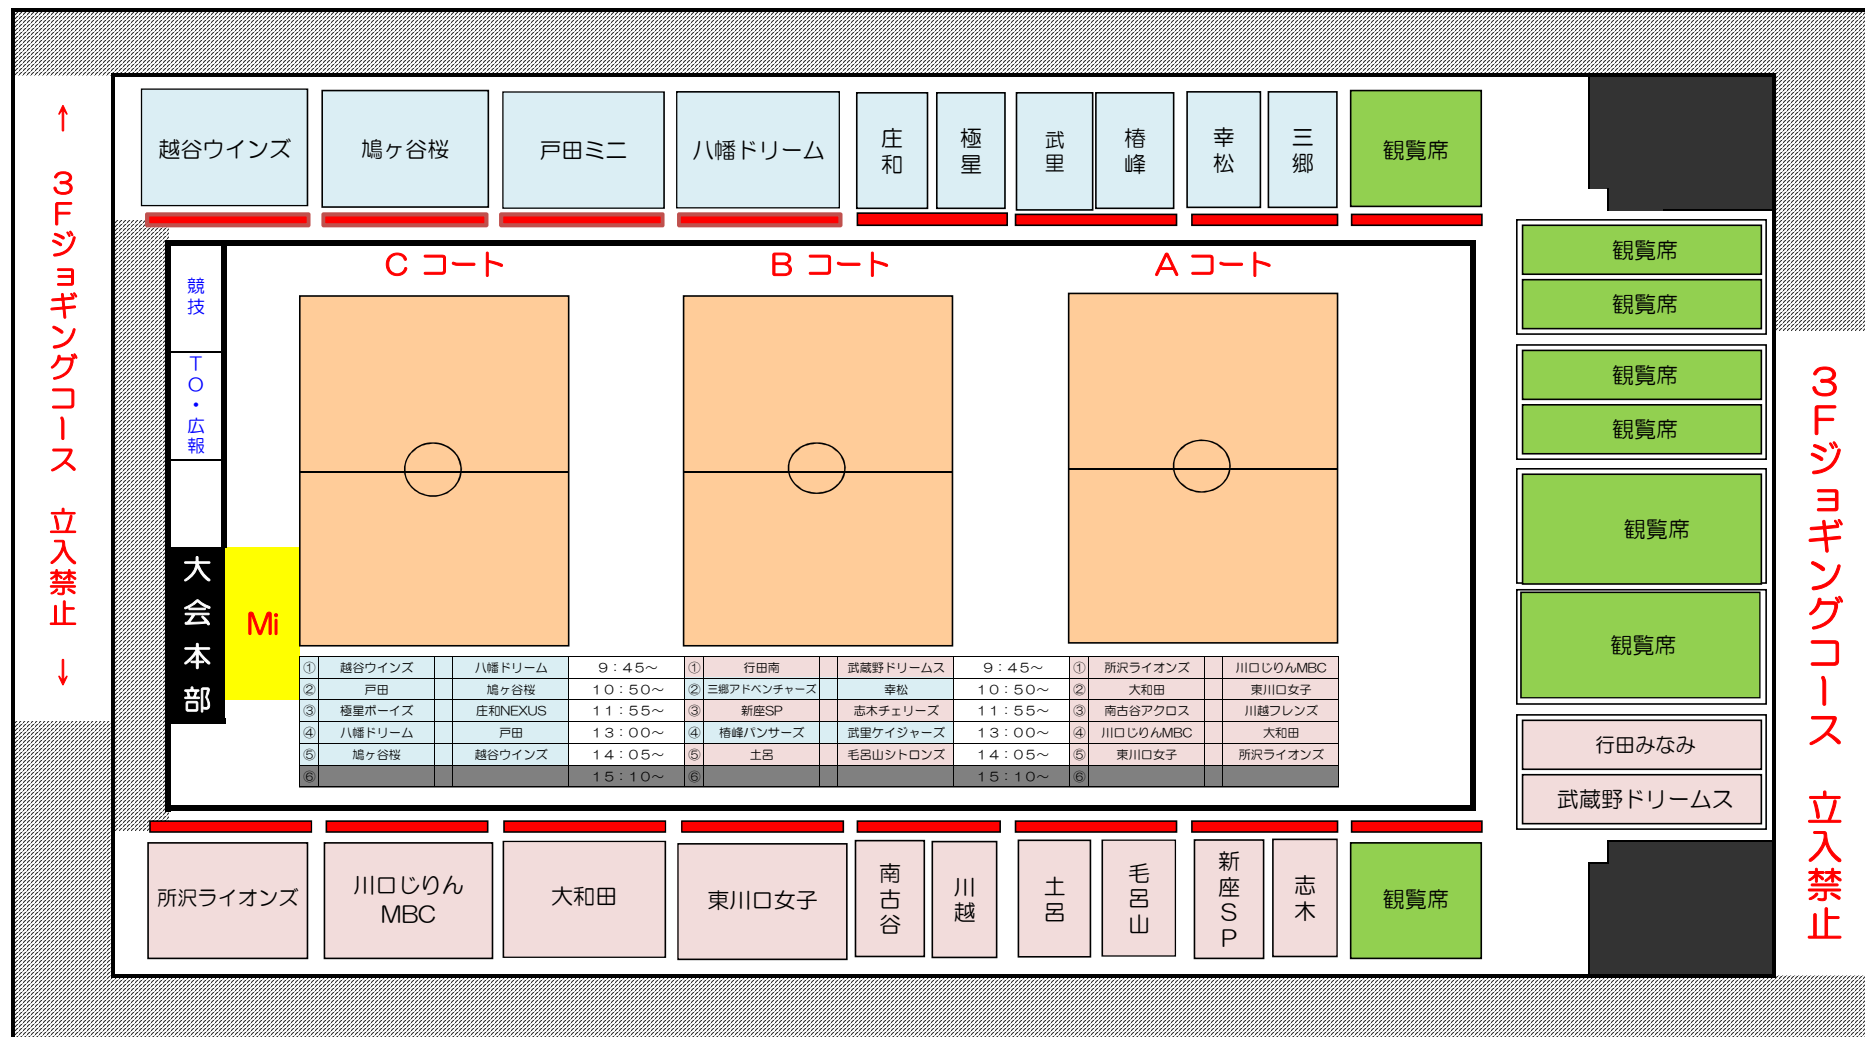 越谷ウインズ
鳩ヶ谷桜
戸田ミニ
八幡ドリーム
庄和
極星
武里
椿峰
幸松
三郷
観覧席
↑ 3Fジョギングコース 立入禁止 ↓
競技
TO・広報
大会本部
Mi
C コート
B コート
A コート
① 越谷ウインズ 八幡ドリーム 9:45～ ① 行田南 武蔵野ドリームス 9:45～ ① 所沢ライオンズ 川口じりんMBC
② 戸田 鳩ヶ谷桜 10:50～ ② 三郷アドベンチャーズ 幸松 10:50～ ② 大和田 東川口女子
③ 極星ボーイズ 庄和NEXUS 11:55～ ③ 新座SP 志木チェリーズ 11:55～ ③ 南古谷アクロス 川越フレンズ
④ 八幡ドリーム 戸田 13:00～ ④ 椿峰パンサーズ 武里ケイジャーズ 13:00～ ④ 川口じりんMBC 大和田
⑤ 鳩ヶ谷桜 越谷ウインズ 14:05～ ⑤ 土呂 毛呂山シトロンズ 14:05～ ⑤ 東川口女子 所沢ライオンズ
⑥ 15:10～ ⑥ 15:10～ ⑥
観覧席
観覧席
観覧席
観覧席
観覧席
観覧席
行田みなみ
武蔵野ドリームス
3Fジョギングコース 立入禁止
所沢ライオンズ
川口じりん
MBC
大和田
東川口女子
南古谷
川越
土呂
毛呂山
新座SP
志木
観覧席